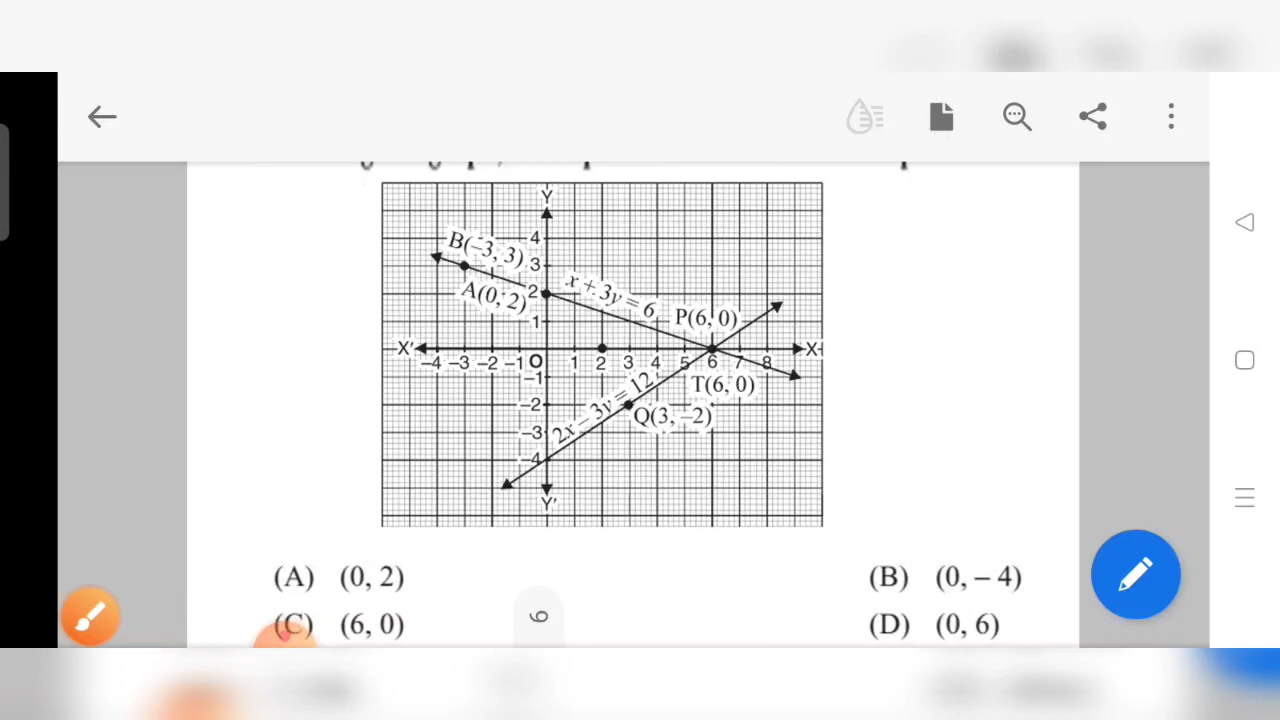 Y
4
B(–3, 3)
3
A(0, 2)
2
x + 3y = 6
P(6, 0)
1
X′
X
–4 –3 –2 –1 O 1 2 3 4 5 6 7 8
–1
T(6, 0)
–2
2x – 3y = 12
Q(3, –2)
–3
–4
Y′
(A) (0, 2)
(B) (0, – 4)
(C) (6, 0)
(D) (0, 6)
9